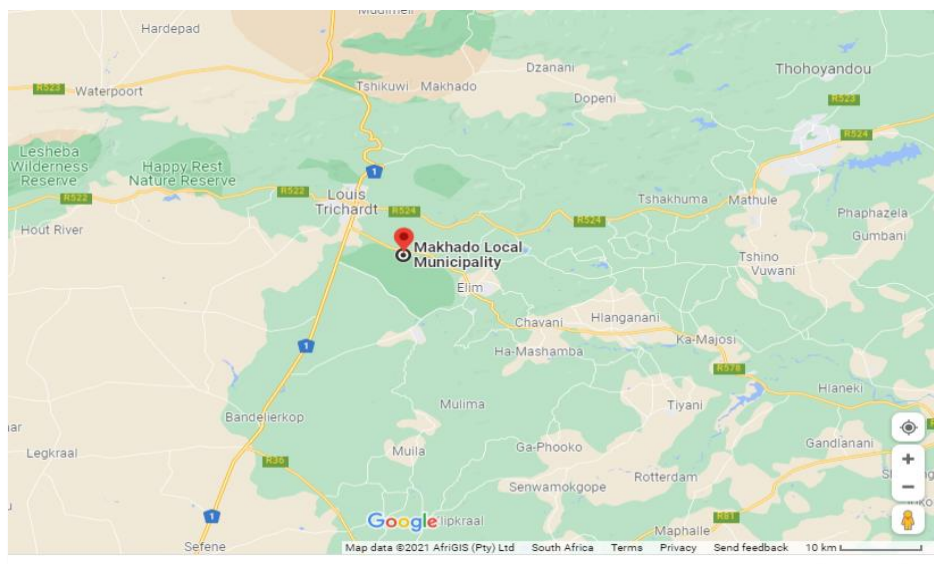 Mudimeli
Hardepad
Dzanani
Thohoyandou
R523
Waterpoort
Tshikuwi
Makhado
Dopeni
R523
R524
Lesheba
Wilderness
Reserve
Happy Rest
Nature Reserve
1
R522
R522
Louis
Trichardt
R524
R524
Tshakhuma
Mathule
Phaphazela
Gumbani
Hout River
Makhado Local
Municipality
Tshino
Vuwani
Elim
Chavani
Hlanganani
Ka-Majosi
1
Ha-Mashamba
R578
Hlaneki
Mulima
Tiyani
Bandelierkop
Legkraal
R36
Muila
Ga-Phooko
Gandlanani
Senwamokgope
Rotterdam
1
Google
R81
Maphalle
Sefene
Map data ©2021 AfriGIS (Pty) Ltd South Africa Terms Privacy Send feedback 10 km